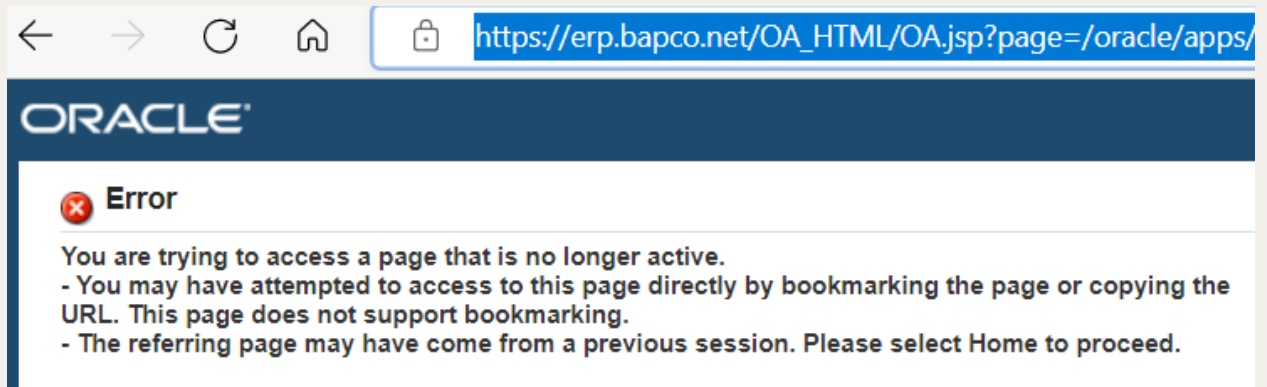 https://erp.bapco.net/OA_HTML/OA.jsp?page=/oracle/apps/
ORACLE
Error
You are trying to access a page that is no longer active.
- You may have attempted to access to this page directly by bookmarking the page or copying the
URL. This page does not support bookmarking.
- The referring page may have come from a previous session. Please select Home to proceed.